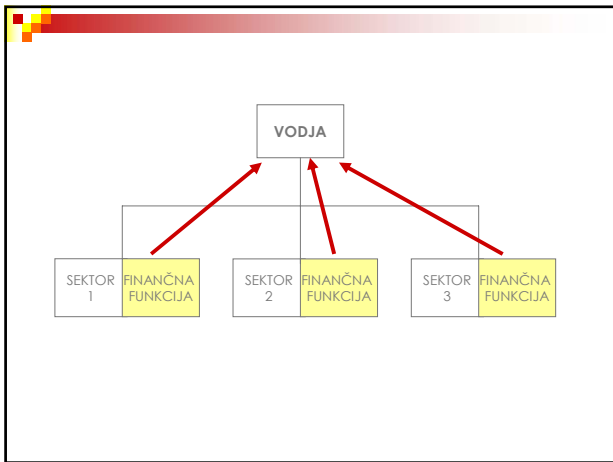 VODJA
SEKTOR
1
FINANČNA
FUNKCIJA
SEKTOR
2
FINANČNA
FUNKCIJA
SEKTOR
3
FINANČNA
FUNKCIJA